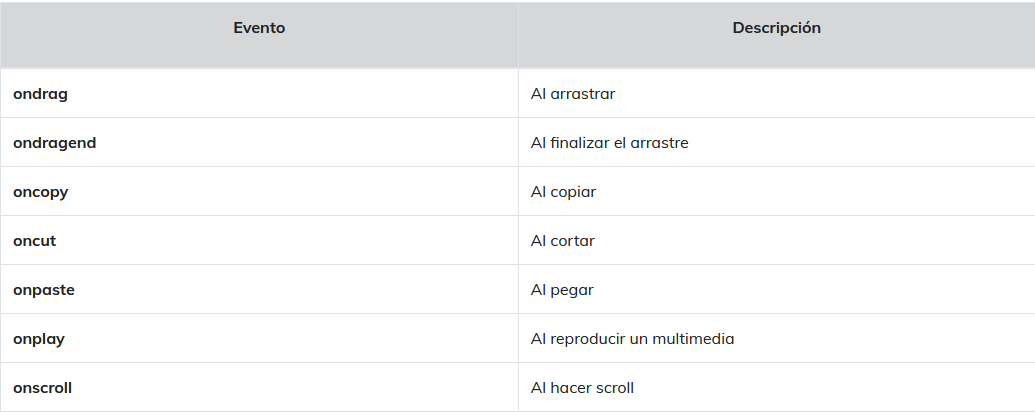 Evento Descripción
ondrag Al arrastrar
ondragend Al finalizar el arrastre
oncopy Al copiar
oncut Al cortar
onpaste Al pegar
onplay Al reproducir un multimedia
onscroll Al hacer scroll